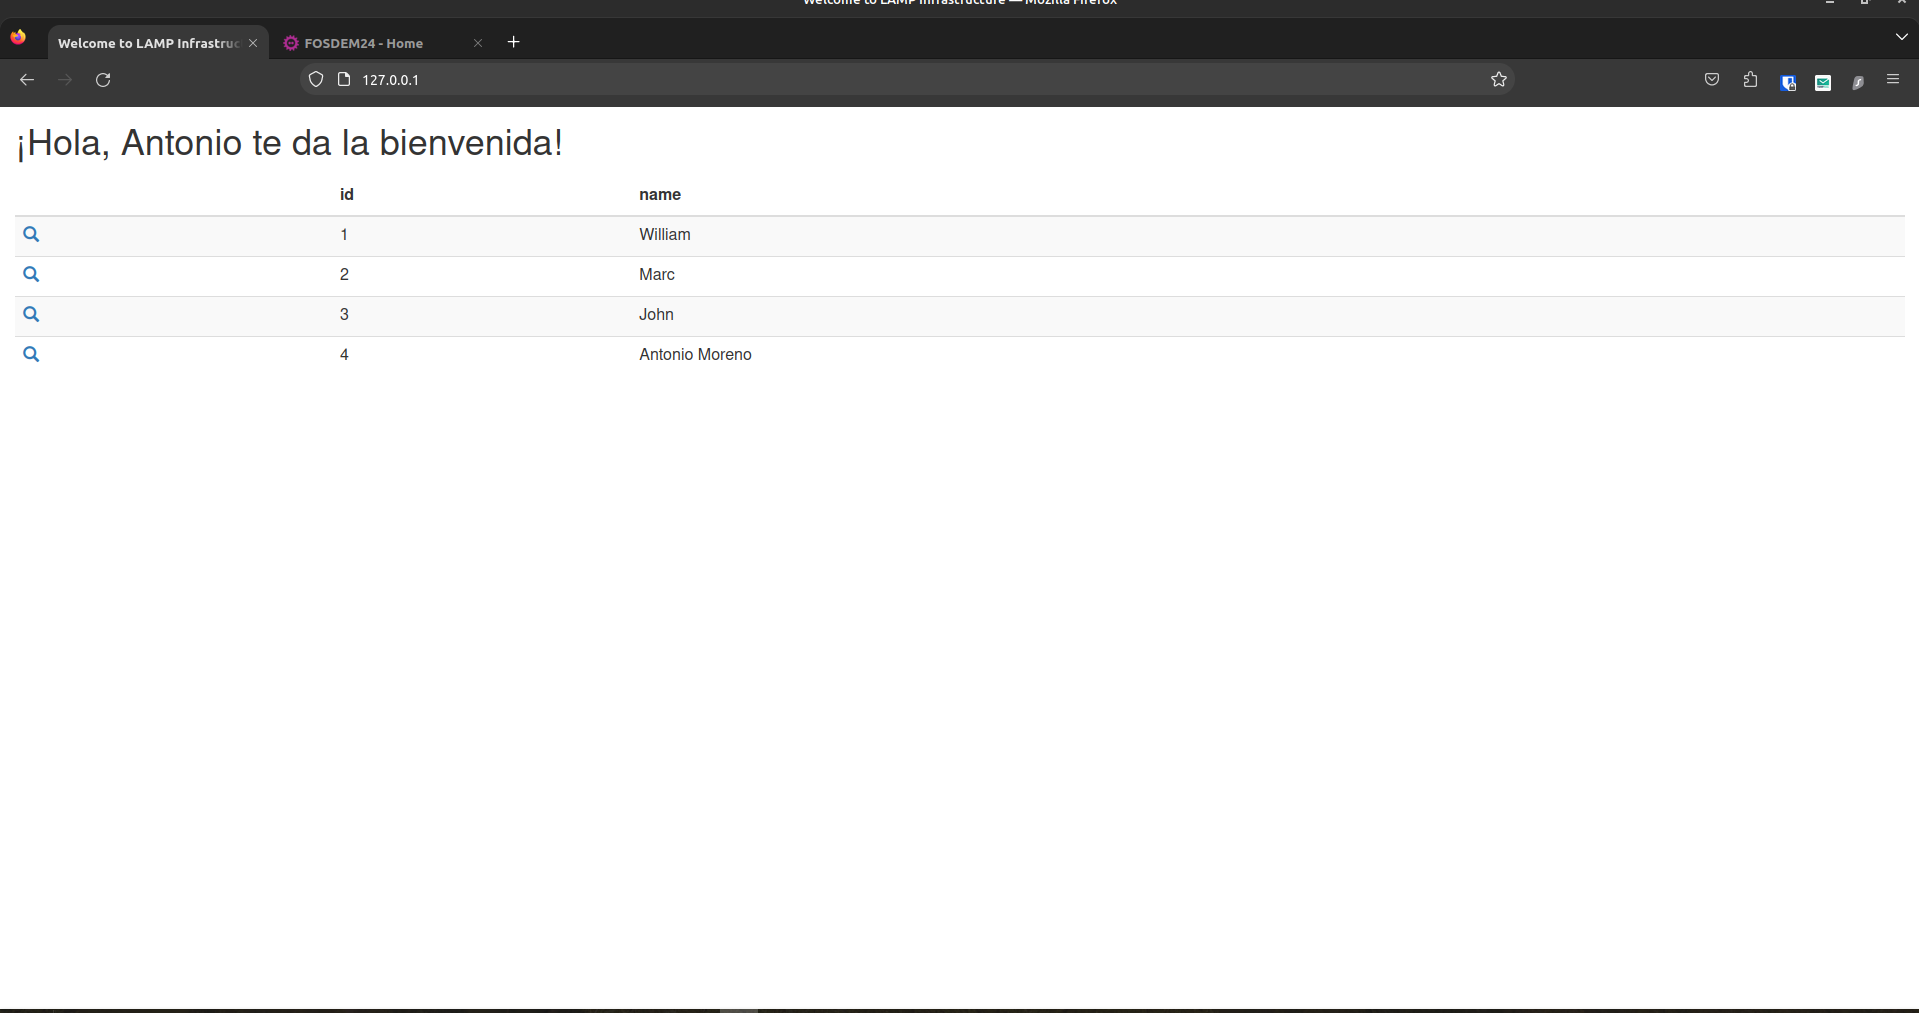 Welcome to LAMP Infrastructure — Mozilla Firefox
Welcome to LAMP Infrastruc
FOSDEM24 - Home
127.0.0.1
¡Hola, Antonio te da la bienvenida!
id name
1 William
2 Marc
3 John
4 Antonio Moreno